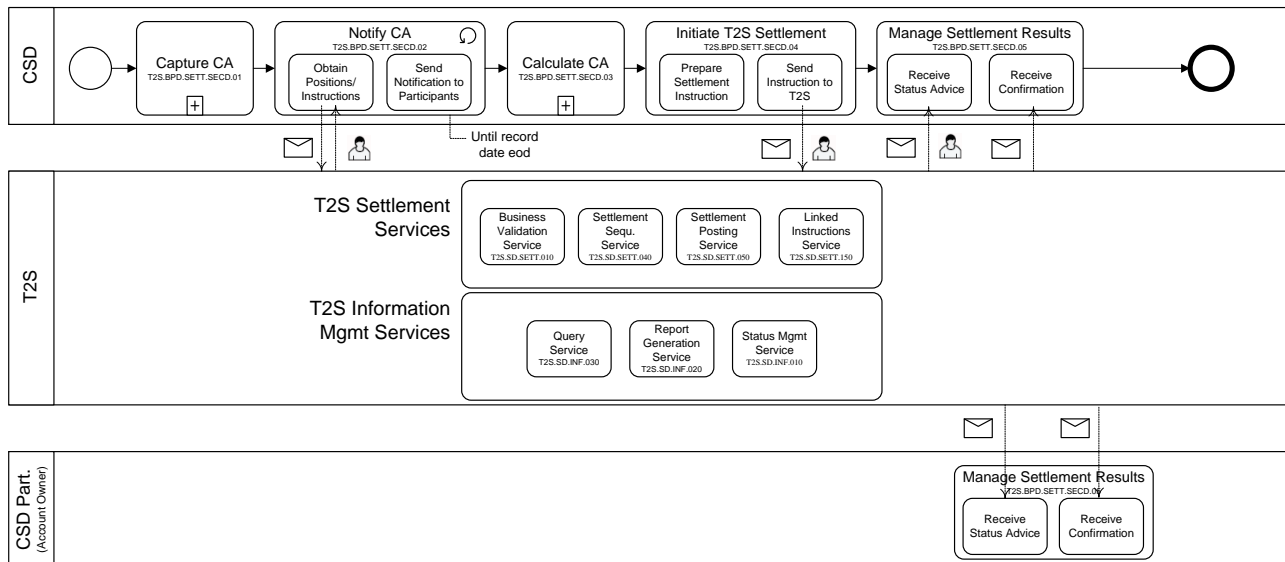 CSD
Capture CA
T2S.BPD.SETT.SECD.01
Notify CA
T2S.BPD.SETT.SECD.02
Obtain
Positions/
Instructions
Send
Notification to
Participants
Calculate CA
T2S.BPD.SETT.SECD.03
Initiate T2S Settlement
T2S.BPD.SETT.SECD.04
Prepare
Settlement
Instruction
Send
Instruction to
T2S
Manage Settlement Results
T2S.BPD.SETT.SECD.05
Receive
Status Advice
Receive
Confirmation
Until record
date eod
T2S
T2S Settlement
Services
Business
Validation
Service
T2S.SD.SETT.010
Settlement
Sequ.
Service
T2S.SD.SETT.040
Settlement
Posting
Service
T2S.SD.SETT.050
Linked
Instructions
Service
T2S.SD.SETT.150
T2S Information
Mgmt Services
Query
Service
T2S.SD.INF.030
Report
Generation
Service
T2S.SD.INF.020
Status Mgmt
Service
T2S.SD.INF.010
CSD Part.
(Account Owner)
Manage Settlement Results
Receive
Status Advice
Receive
Confirmation